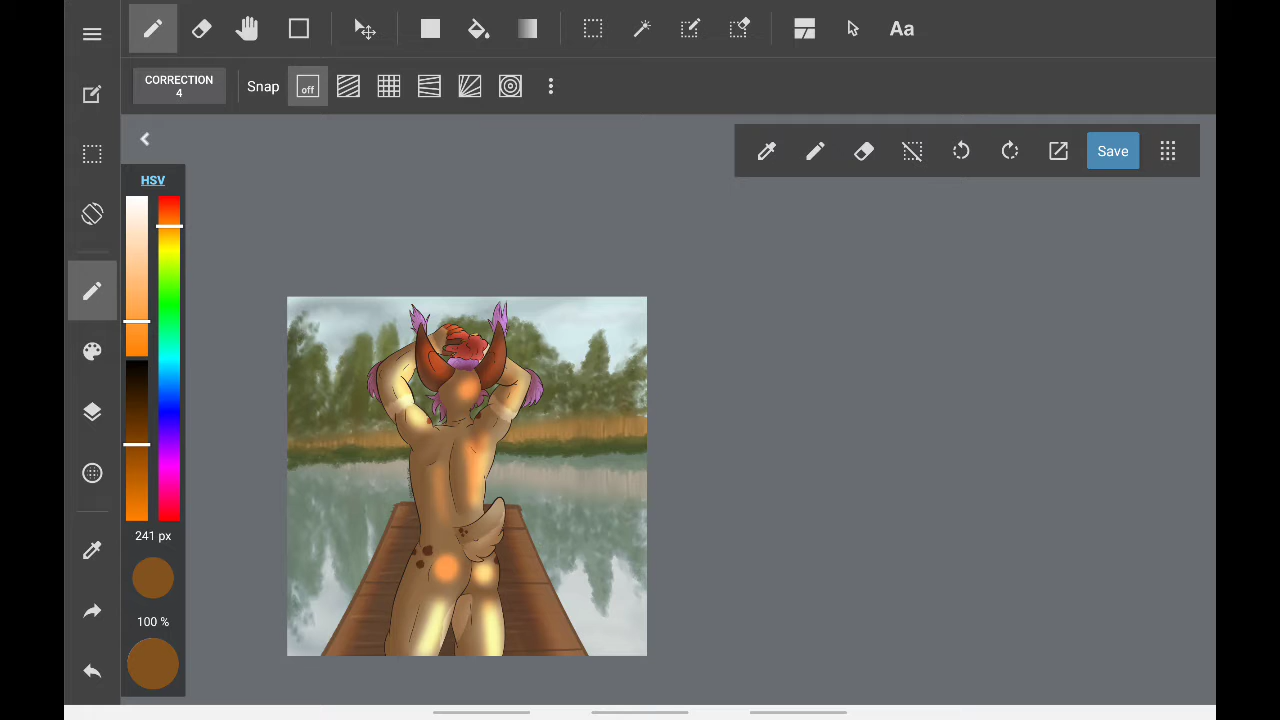 Aa
CORRECTION
4
Snap
off
Save
HSV
241 px
100 %